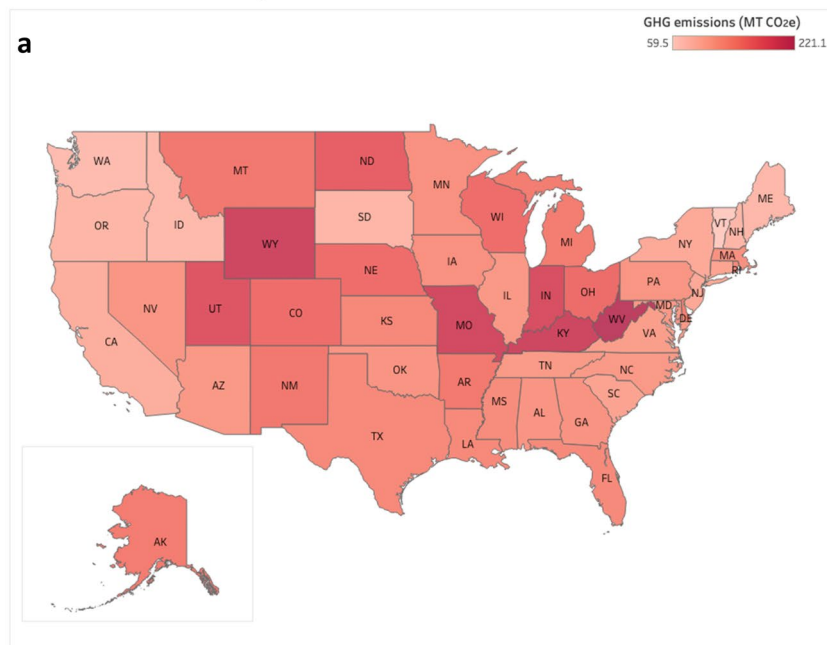 GHG emissions (MT CO2e)
a
59.5 221.1
WA
MT
ND
MN
ME
VT
NH
OR
ID
SD
WI
NY
MA
RI
WY
MI
IA
NE
PA
NJ
NV
UT
CO
IL
IN
OH
MD
DE
CA
KS
MO
KY
WV
VA
AZ
NM
OK
AR
TN
NC
SC
MS
AL
GA
TX
LA
FL
AK